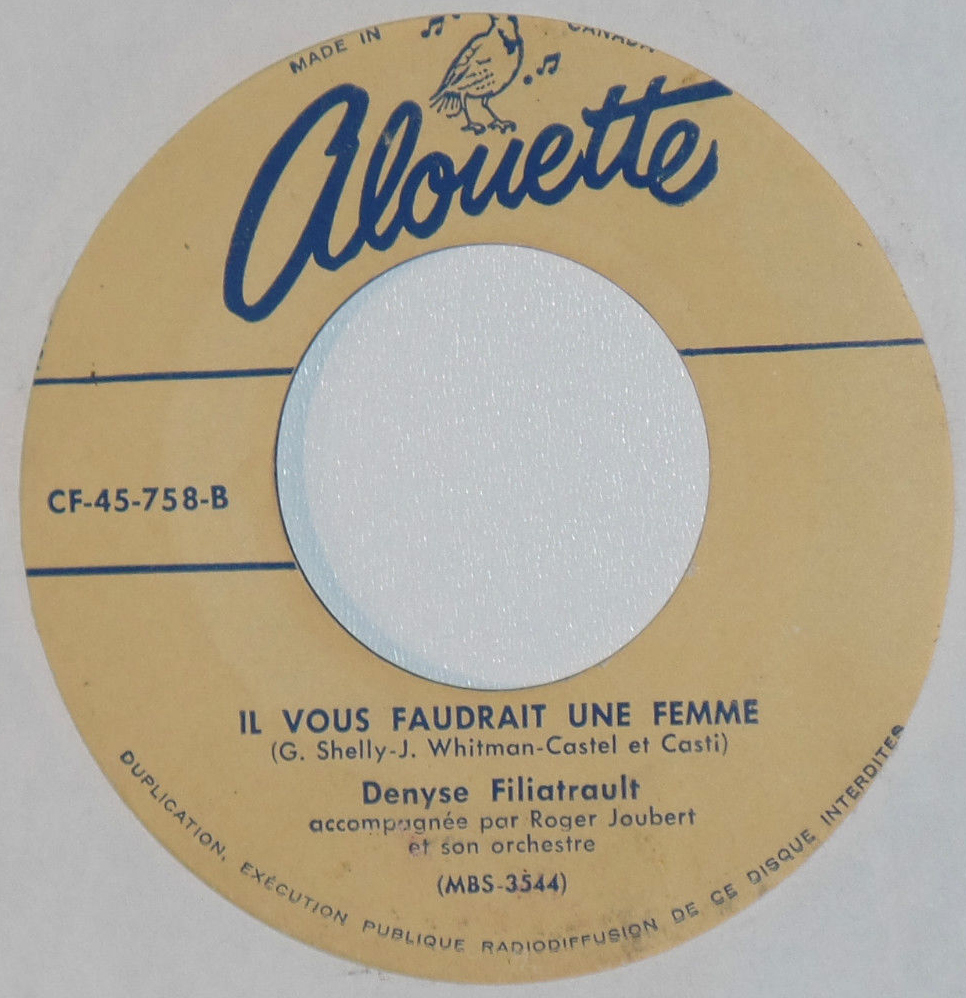 MADE IN CANADA
Alouette
CF-45-758-B
IL VOUS FAUDRAIT UNE FEMME
(G. Shelly-J. Whitman-Castel et Casti)
Denyse Filiatrault
accompagnée par Roger Joubert
et son orchestre
(MBS-3544)
DUPLICATION, EXÉCUTION PUBLIQUE RADIODIFFUSION DE CE DISQUE INTERDITES